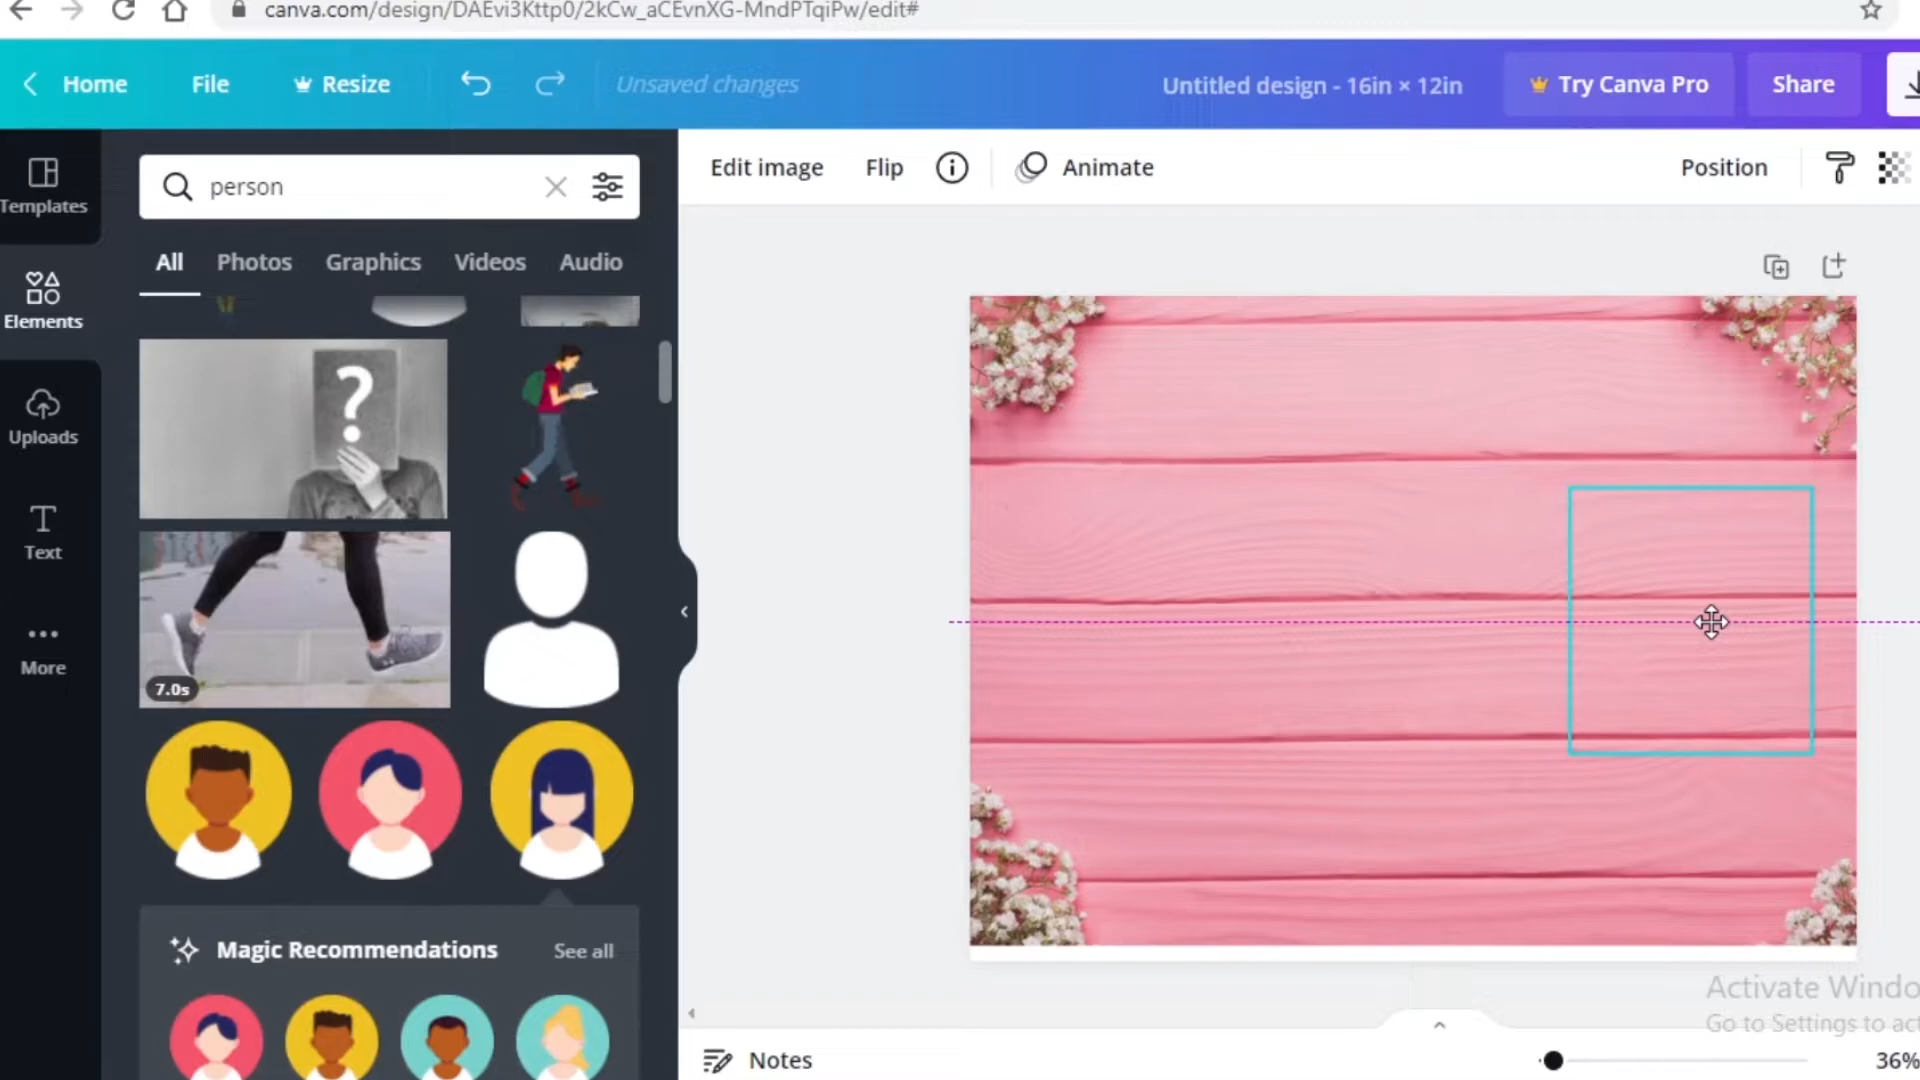 canva.com/design/DAEvi3Kttp0/2kCw_aCEvnXG-MndPTqiPw/edit#
Home File Resize Unsaved changes Untitled design - 16in × 12in Try Canva Pro Share
Templates
Elements
Uploads
Text
More
person
All Photos Graphics Videos Audio
?
7.0s
Magic Recommendations See all
Edit image Flip Animate Position
Activate Windo
Go to Settings to act
Notes 36%